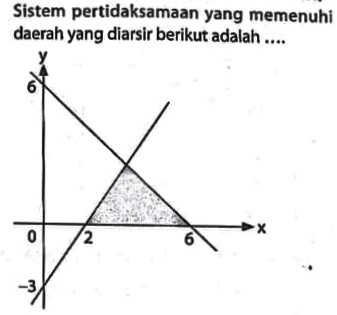 Sistem pertidaksamaan yang memenuhi
daerah yang diarsir berikut adalah ....
y
6
x
0 2 6
-3